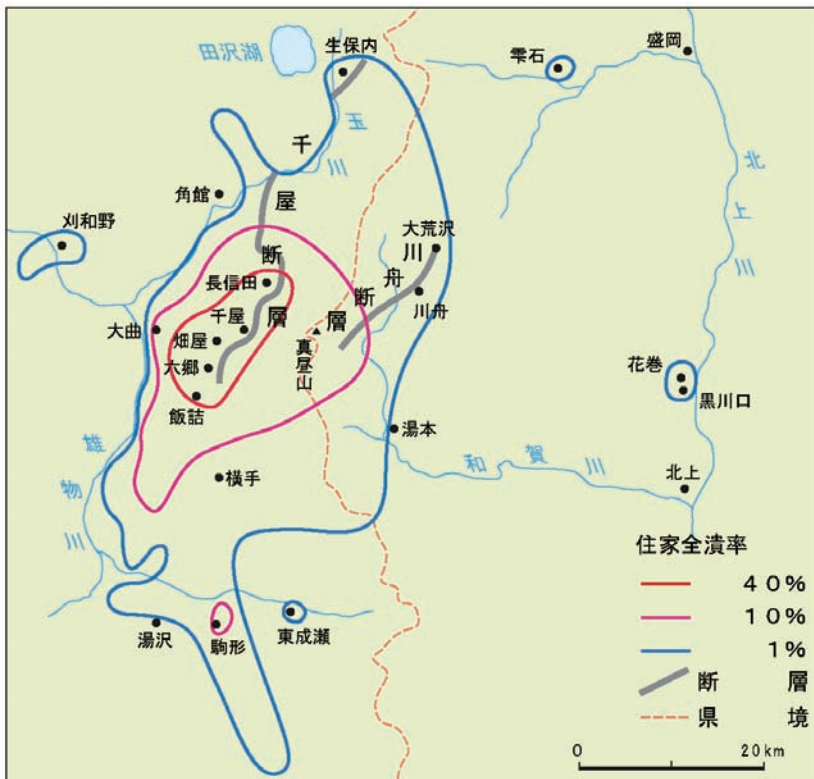 生保内
盛岡
雫石
田沢湖
千屋断層
玉川
北上川
角館
刈和野
大荒沢
川舟断層
長信田
川舟
大曲
千屋
畑屋
真昼山
六郷
花巻
飯詰
黒川口
湯本
雄物川
和賀川
横手
北上
住家全潰率
40%
10%
1%
断層
県境
湯沢
駒形
東成瀬
0 20km